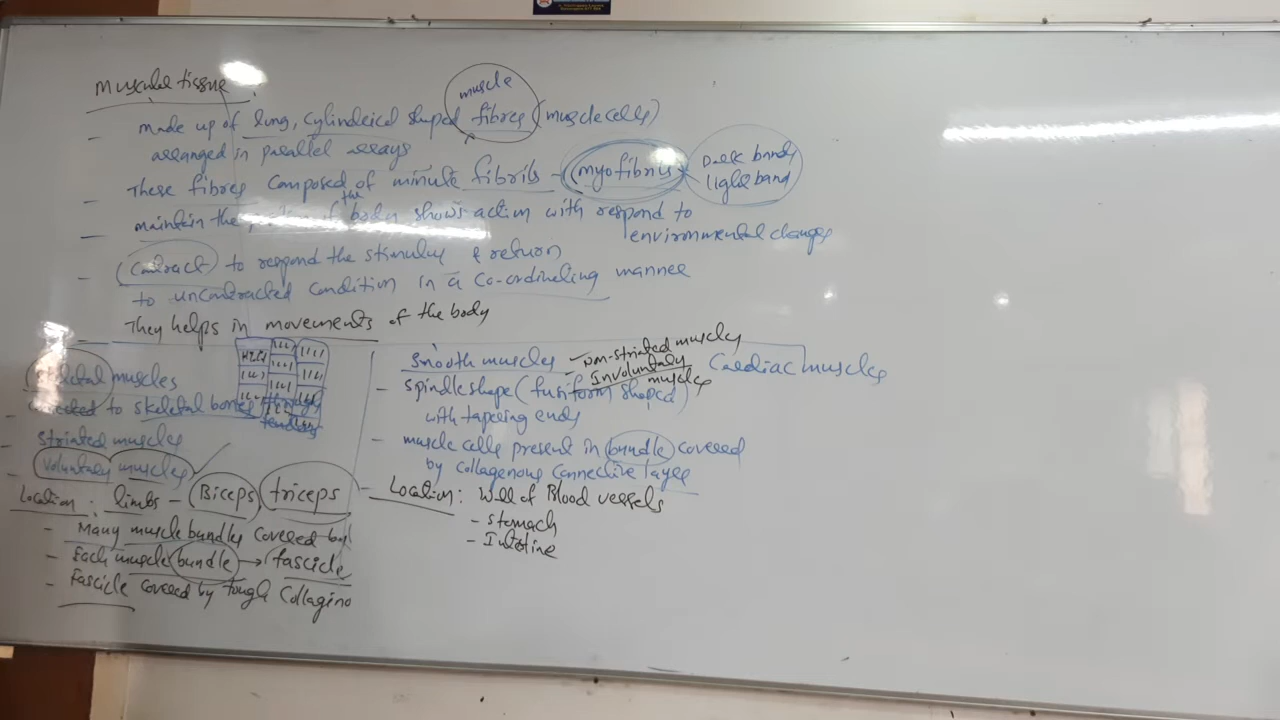 Muscular tissue
muscle
- made up of long, cylindrical shaped fibres (muscle cells)
arranged in parallel arrays
- These fibres composed of minute fibrils - myofibrils
Dark band
light band
- maintain the of the body, shows action with respond to
environmental changes
- Contract to respond the stimulus & return
to uncontracted condition in a Co-ordinating manner
They helps in movements of the body
Skeletal muscles
to skeletal bones
- striated muscles
- voluntary muscles
Location: limbs - Biceps triceps
- Many muscle bundles covered
- Each muscle bundle → fascicle
- Fascicle covered by tough Collageno
Smooth muscles - Non-striated muscly
Involuntary
muscles
- spindle shape (fusiform shaped)
with tapering ends
- muscle cells present in bundle covered
by collagenous connective layer
- Location: Wall of Blood vessels
- stomach
- Intestine
Cardiac muscles